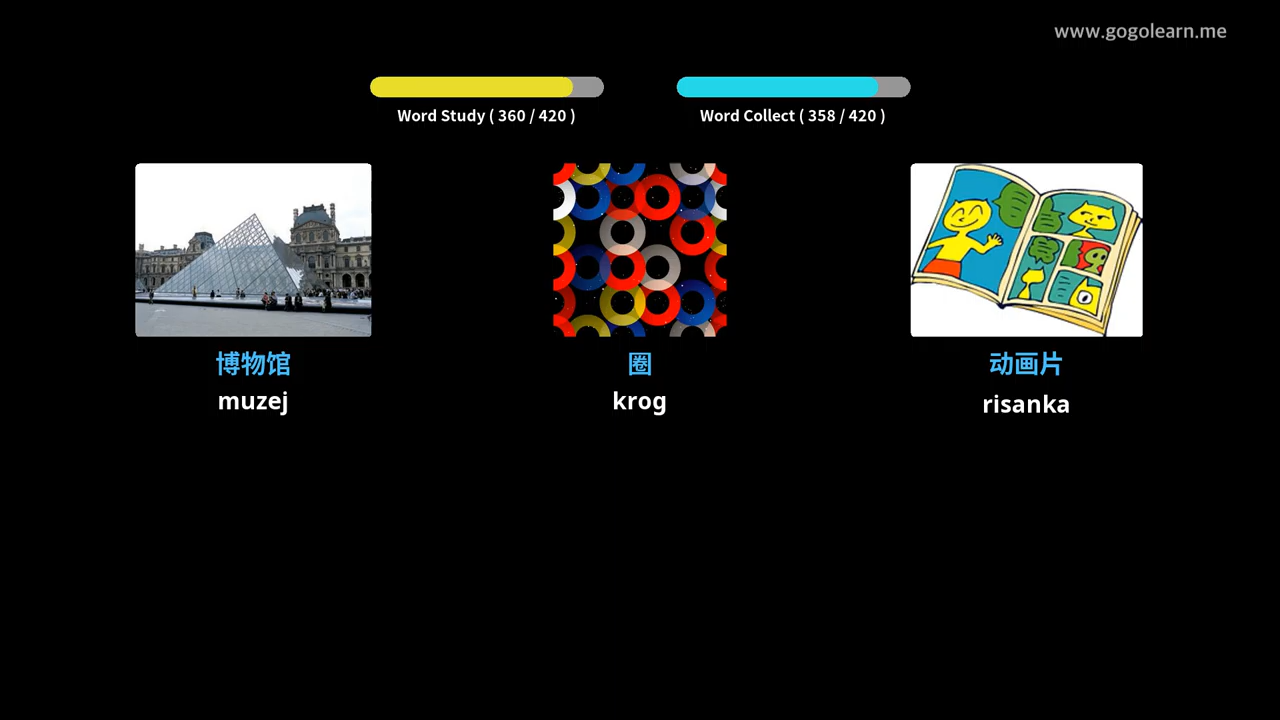 www.gogolearn.me
Word Study ( 360 / 420 )
Word Collect ( 358 / 420 )
博物馆
圈
动画片
muzej
krog
risanka